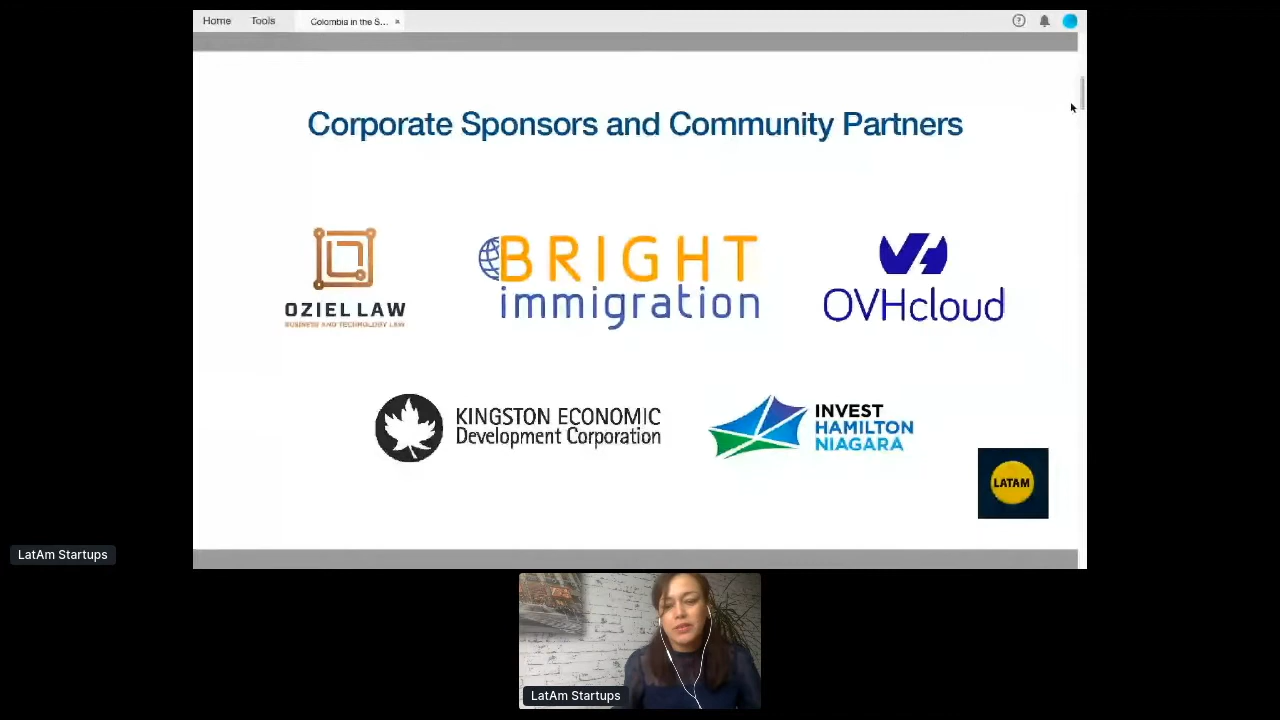 Home Tools Colombia in the S... ×
Corporate Sponsors and Community Partners
OZIEL LAW
BUSINESS AND TECHNOLOGY LAW
BRIGHT
immigration
OVHcloud
KINGSTON ECONOMIC
Development Corporation
INVEST
HAMILTON
NIAGARA
LATAM
LatAm Startups
LatAm Startups